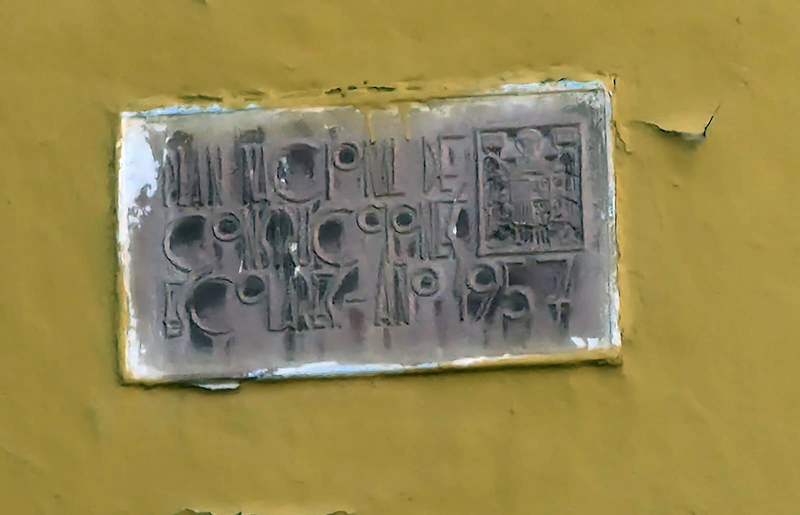 PLAN NACIONAL DE
CONSTRUCCIONES
ESCOLARES-AÑO 1957